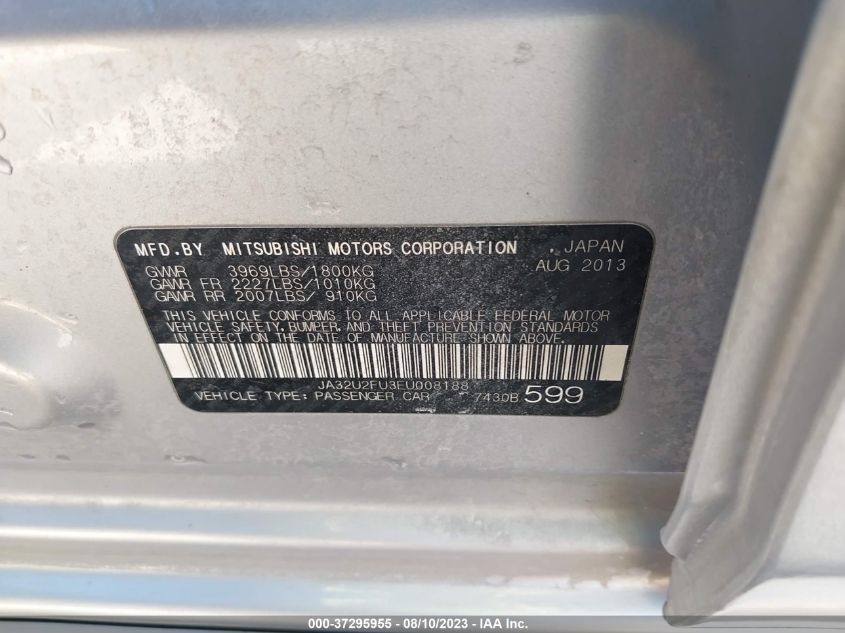 MFD.BY MITSUBISHI MOTORS CORPORATION . JAPAN
AUG 2013
GVWR 3969LBS/1800KG
GAWR FR 2227LBS/1010KG
GAWR RR 2007LBS/ 910KG
THIS VEHICLE CONFORMS TO ALL APPLICABLE FEDERAL MOTOR
VEHICLE SAFETY, BUMPER, AND THEFT PREVENTION STANDARDS
IN EFFECT ON THE DATE OF MANUFACTURE SHOWN ABOVE.
JA32U2FU3EU008188
VEHICLE TYPE: PASSENGER CAR 7430B 599
000-37295955 — 08/10/2023 — IAA Inc.